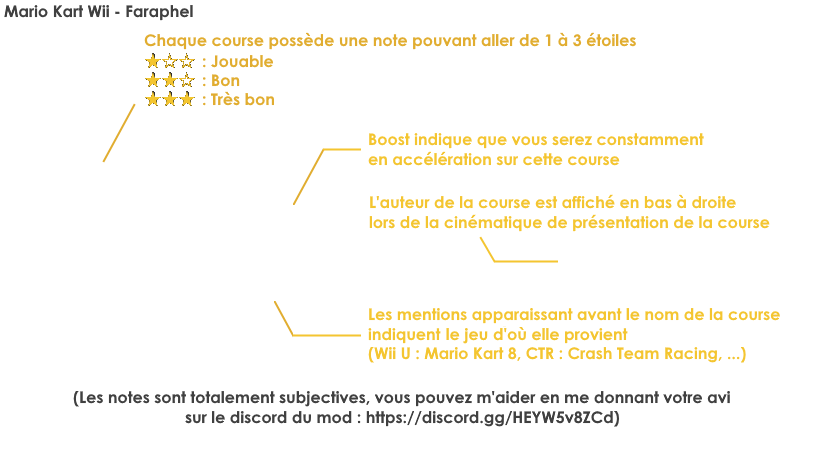 Mario Kart Wii - Faraphel
Chaque course possède une note pouvant aller de 1 à 3 étoiles
: Jouable
: Bon
: Très bon
Boost indique que vous serez constamment
en accélération sur cette course
L'auteur de la course est affiché en bas à droite
lors de la cinématique de présentation de la course
Les mentions apparaissant avant le nom de la course
indiquent le jeu d'où elle provient
(Wii U : Mario Kart 8, CTR : Crash Team Racing, ...)
(Les notes sont totalement subjectives, vous pouvez m'aider en me donnant votre avi
sur le discord du mod : https://discord.gg/HEYW5v8ZCd)